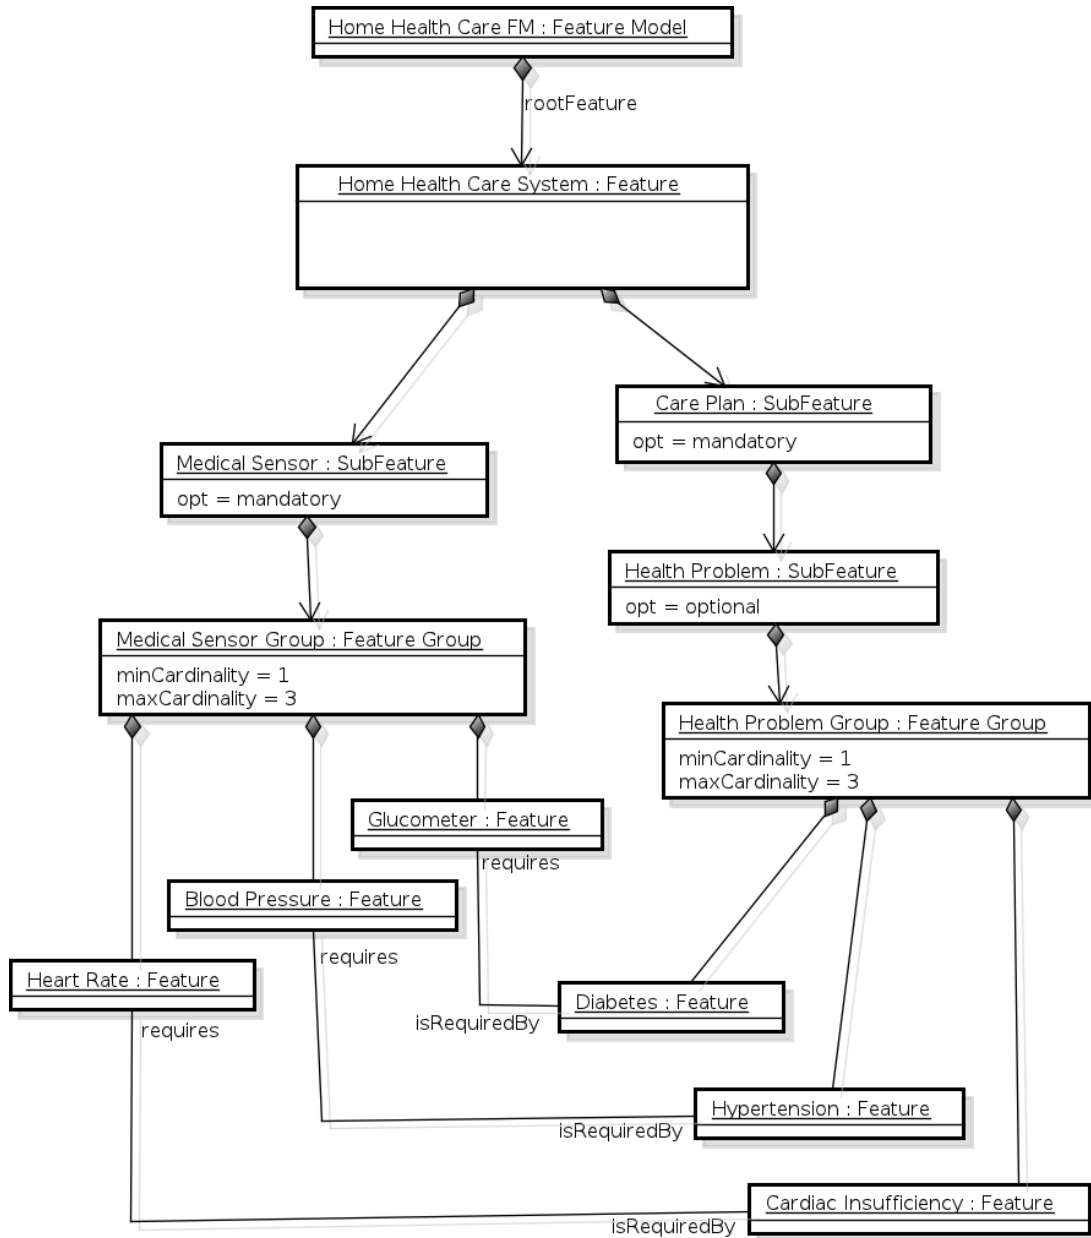 Home Health Care FM : Feature Model
rootFeature
Home Health Care System : Feature
Care Plan : SubFeature
opt = mandatory
Medical Sensor : SubFeature
opt = mandatory
Health Problem : SubFeature
opt = optional
Medical Sensor Group : Feature Group
minCardinality = 1
maxCardinality = 3
Health Problem Group : Feature Group
minCardinality = 1
maxCardinality = 3
Glucometer : Feature
requires
Blood Pressure : Feature
requires
Heart Rate : Feature
requires
Diabetes : Feature
isRequiredBy
Hypertension : Feature
isRequiredBy
Cardiac Insufficiency : Feature
isRequiredBy